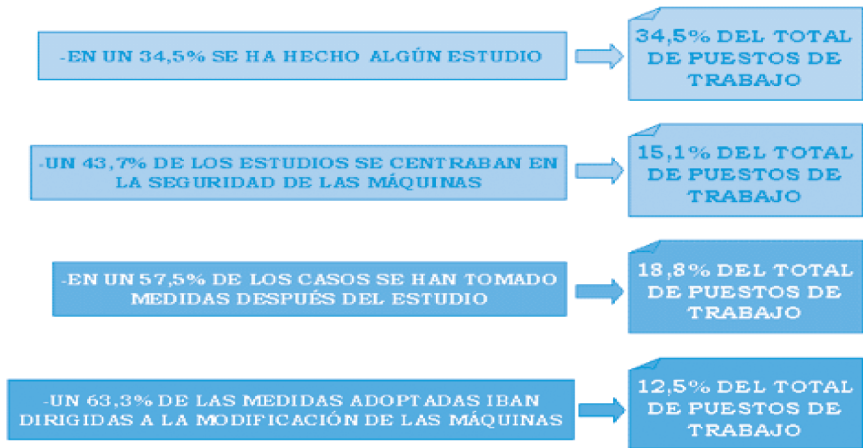 -EN UN 34,5% SE HA HECHO ALGÚN ESTUDIO
34,5% DEL TOTAL
DE PUESTOS DE
TRABAJO
-UN 43,7% DE LOS ESTUDIOS SE CENTRABAN EN
LA SEGURIDAD DE LAS MÁQUINAS
15,1% DEL TOTAL
DE PUESTOS DE
TRABAJO
-EN UN 57,5% DE LOS CASOS SE HAN TOMADO
MEDIDAS DESPUÉS DEL ESTUDIO
18,8% DEL TOTAL
DE PUESTOS DE
TRABAJO
-UN 63,3% DE LAS MEDIDAS ADOPTADAS IBAN
DIRIGIDAS A LA MODIFICACIÓN DE LAS MÁQUINAS
12,5% DEL TOTAL
DE PUESTOS DE
TRABAJO